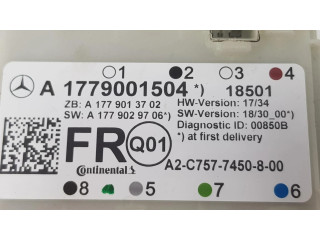 1 2 3 4
A 1779001504 *) 18501
ZB: A 177 901 37 02 HW-Version: 17/34
SW: A 177 902 97 06*) SW-Version: 18/30_00*)
Diagnostic ID: 00850B
*) at first delivery
FR Q01
Continental A2-C757-7450-8-00
8 5 7 6